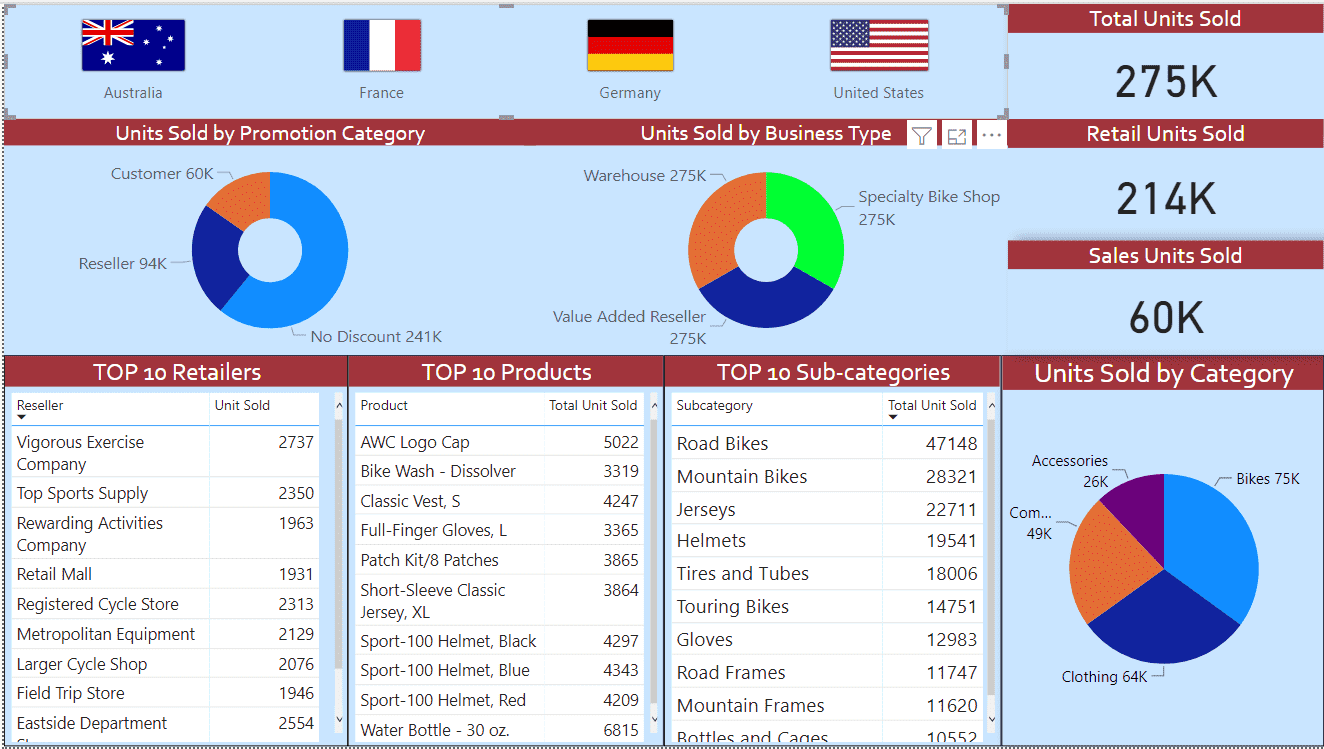 Australia
France
Germany
United States
Total Units Sold
275K
Units Sold by Promotion Category
Customer 60K
Reseller 94K
No Discount 241K
Units Sold by Business Type
Warehouse 275K
Specialty Bike Shop
275K
Value Added Reseller
275K
Retail Units Sold
214K
Sales Units Sold
60K
TOP 10 Retailers
Reseller Unit Sold
Vigorous Exercise 2737
Company
Top Sports Supply 2350
Rewarding Activities 1963
Company
Retail Mall 1931
Registered Cycle Store 2313
Metropolitan Equipment 2129
Larger Cycle Shop 2076
Field Trip Store 1946
Eastside Department 2554
TOP 10 Products
Product Total Unit Sold
AWC Logo Cap 5022
Bike Wash - Dissolver 3319
Classic Vest, S 4247
Full-Finger Gloves, L 3365
Patch Kit/8 Patches 3865
Short-Sleeve Classic 3864
Jersey, XL
Sport-100 Helmet, Black 4297
Sport-100 Helmet, Blue 4343
Sport-100 Helmet, Red 4209
Water Bottle - 30 oz. 6815
TOP 10 Sub-categories
Subcategory Total Unit Sold
Road Bikes 47148
Mountain Bikes 28321
Jerseys 22711
Helmets 19541
Tires and Tubes 18006
Touring Bikes 14751
Gloves 12983
Road Frames 11747
Mountain Frames 11620
Bottles and Cages 10552
Units Sold by Category
Accessories
26K
Bikes 75K
Com...
49K
Clothing 64K